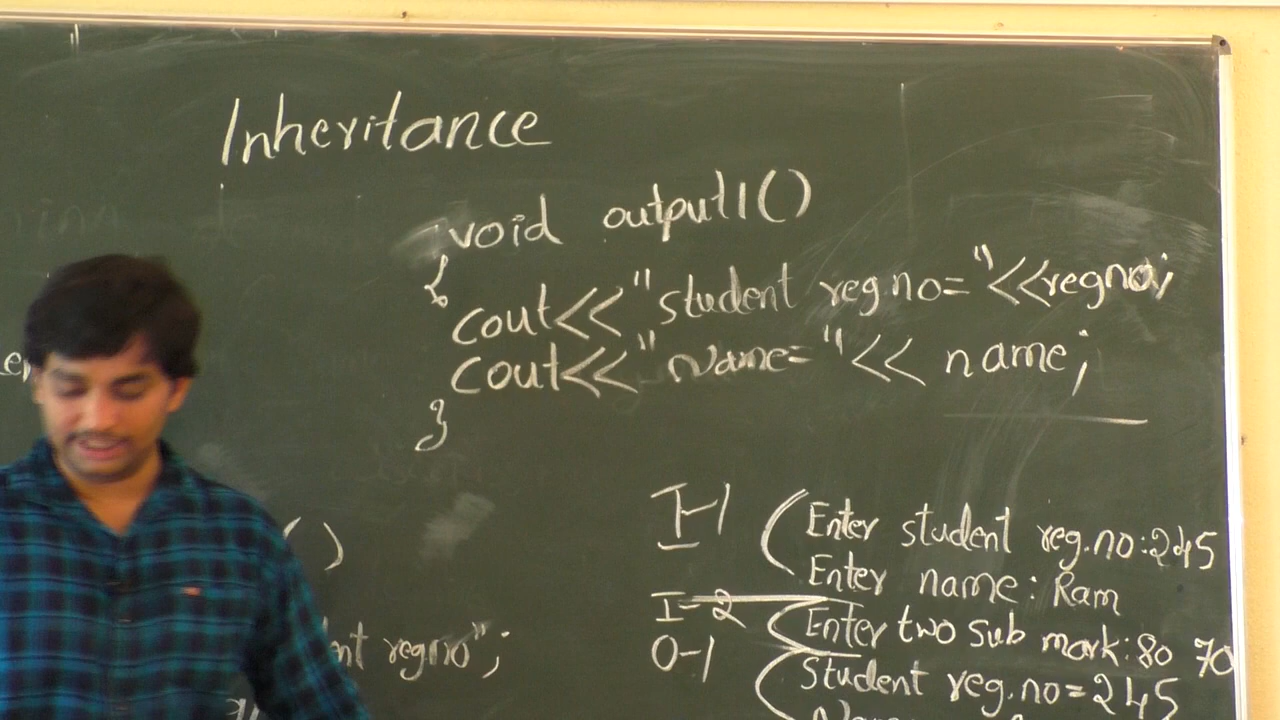 Inheritance
void output1()
{
cout<<"student reg.no="<<regno;
cout<<"Name="<< name;
}
()
nt regno";
I-1 Enter student reg.no:245
Enter name: Ram
I-2 Enter two sub mark:80 70
O-1 Student reg.no=245